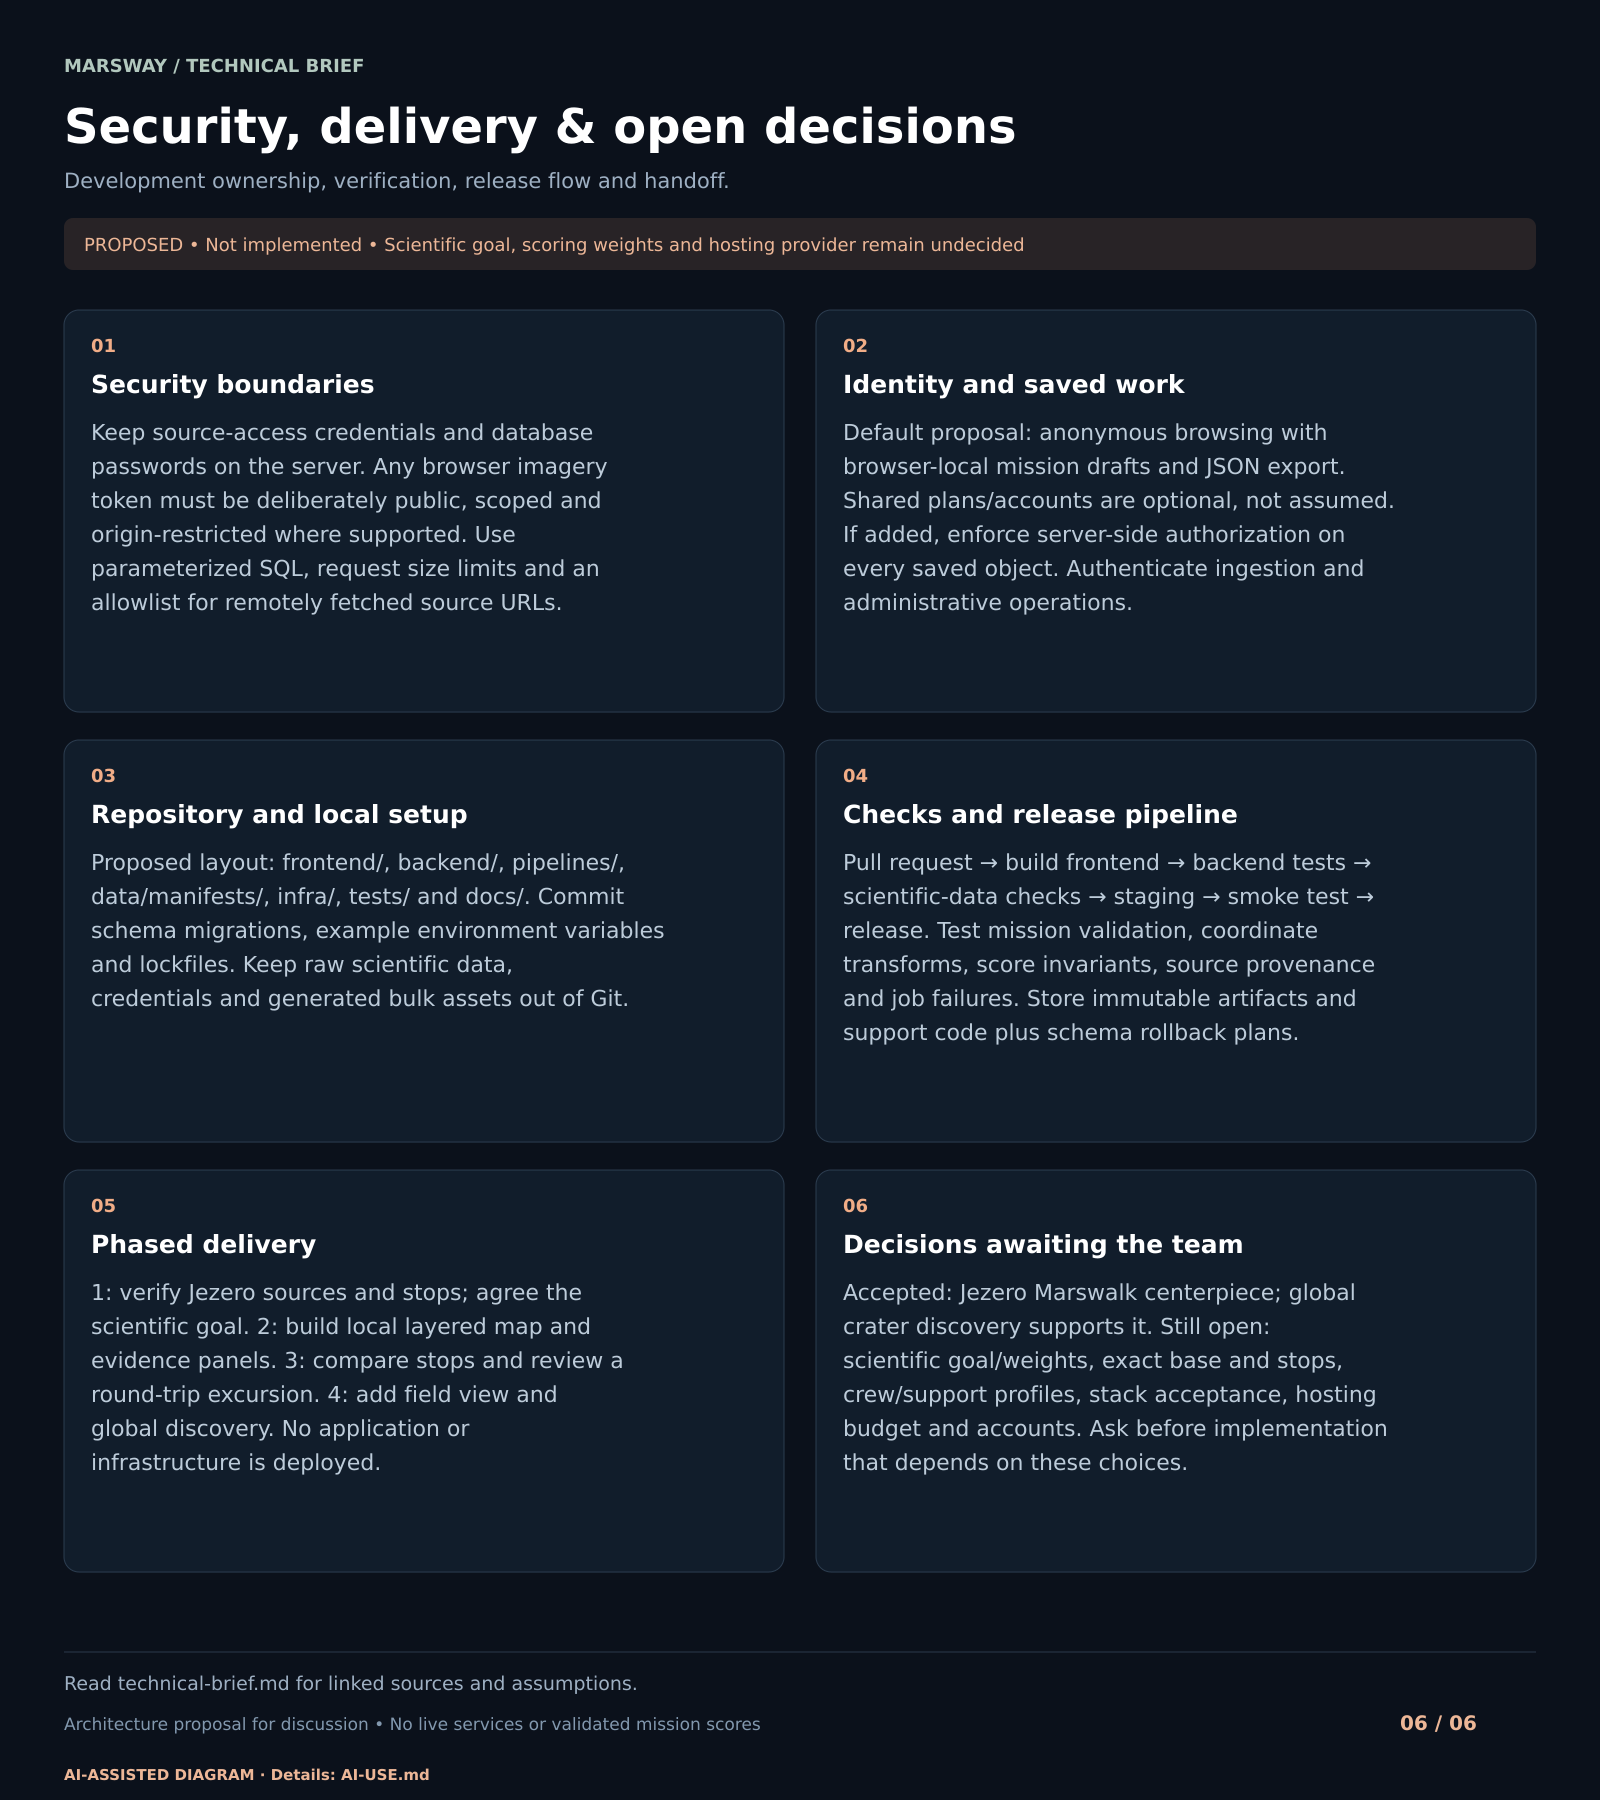 MARSWAY / TECHNICAL BRIEF
Security, delivery & open decisions
Development ownership, verification, release flow and handoff.
PROPOSED • Not implemented • Scientific goal, scoring weights and hosting provider remain undecided
01
Security boundaries
Keep source-access credentials and database
passwords on the server. Any browser imagery
token must be deliberately public, scoped and
origin-restricted where supported. Use
parameterized SQL, request size limits and an
allowlist for remotely fetched source URLs.
02
Identity and saved work
Default proposal: anonymous browsing with
browser-local mission drafts and JSON export.
Shared plans/accounts are optional, not assumed.
If added, enforce server-side authorization on
every saved object. Authenticate ingestion and
administrative operations.
03
Repository and local setup
Proposed layout: frontend/, backend/, pipelines/,
data/manifests/, infra/, tests/ and docs/. Commit
schema migrations, example environment variables
and lockfiles. Keep raw scientific data,
credentials and generated bulk assets out of Git.
04
Checks and release pipeline
Pull request → build frontend → backend tests →
scientific-data checks → staging → smoke test →
release. Test mission validation, coordinate
transforms, score invariants, source provenance
and job failures. Store immutable artifacts and
support code plus schema rollback plans.
05
Phased delivery
1: verify Jezero sources and stops; agree the
scientific goal. 2: build local layered map and
evidence panels. 3: compare stops and review a
round-trip excursion. 4: add field view and
global discovery. No application or
infrastructure is deployed.
06
Decisions awaiting the team
Accepted: Jezero Marswalk centerpiece; global
crater discovery supports it. Still open:
scientific goal/weights, exact base and stops,
crew/support profiles, stack acceptance, hosting
budget and accounts. Ask before implementation
that depends on these choices.
Read technical-brief.md for linked sources and assumptions.
Architecture proposal for discussion • No live services or validated mission scores
06 / 06
AI-ASSISTED DIAGRAM · Details: AI-USE.md